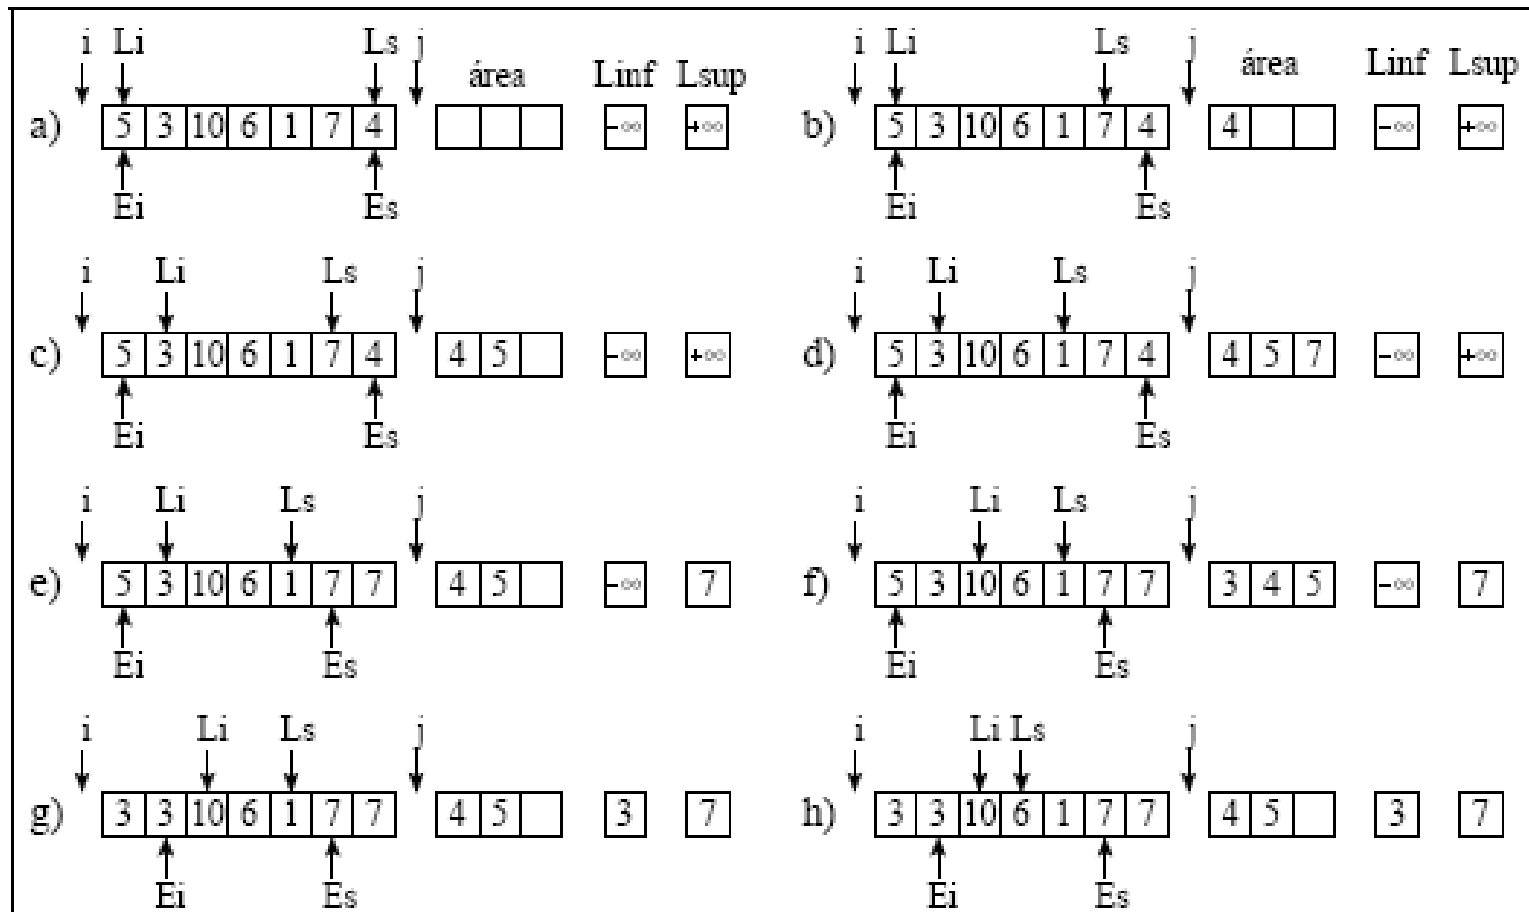 i Li Ls j área Linf Lsup
a) 5 3 10 6 1 7 4 -∞ +∞
Ei Es
i Li Ls j área Linf Lsup
b) 5 3 10 6 1 7 4 4 -∞ +∞
Ei Es
i Li Ls j
c) 5 3 10 6 1 7 4 4 5 -∞ +∞
Ei Es
i Li Ls j
d) 5 3 10 6 1 7 4 4 5 7 -∞ +∞
Ei Es
i Li Ls j
e) 5 3 10 6 1 7 7 4 5 -∞ 7
Ei Es
i Li Ls j
f) 5 3 10 6 1 7 7 3 4 5 -∞ 7
Ei Es
i Li Ls j
g) 3 3 10 6 1 7 7 4 5 3 7
Ei Es
i Li Ls j
h) 3 3 10 6 1 7 7 4 5 3 7
Ei Es